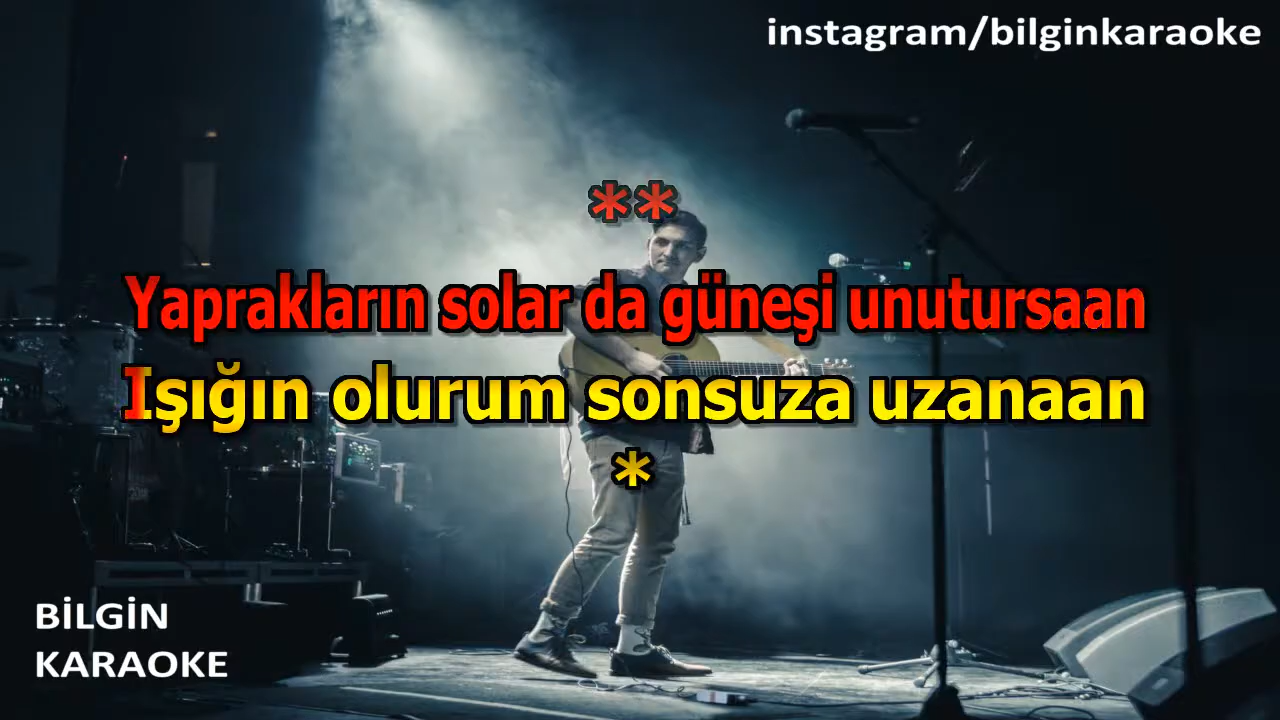 instagram/bilginkaraoke
**
Yaprakların solar da güneşi unutursaan
Işığın olurum sonsuza uzanaan
*
BİLGİN
KARAOKE